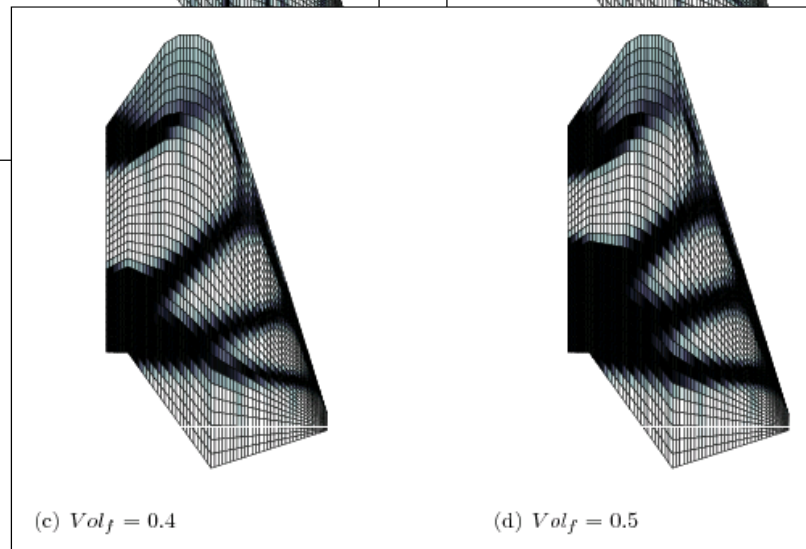 (c) Vol_f = 0.4
(d) Vol_f = 0.5